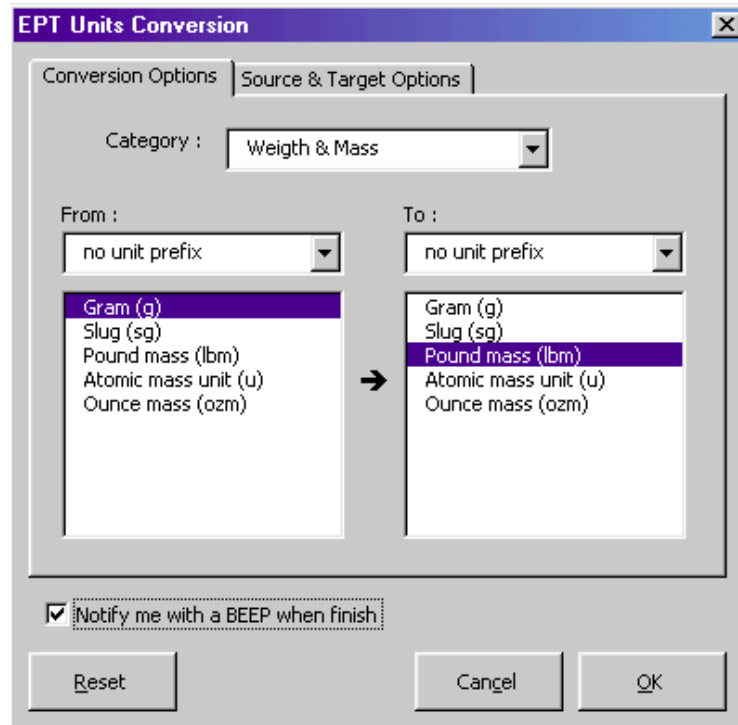 EPT Units Conversion
Conversion Options
Source & Target Options
Category :
Weigth & Mass
From :
To :
no unit prefix
no unit prefix
Gram (g)
Slug (sg)
Pound mass (lbm)
Atomic mass unit (u)
Ounce mass (ozm)
Gram (g)
Slug (sg)
Pound mass (lbm)
Atomic mass unit (u)
Ounce mass (ozm)
Notify me with a BEEP when finish
Reset
Cancel
OK